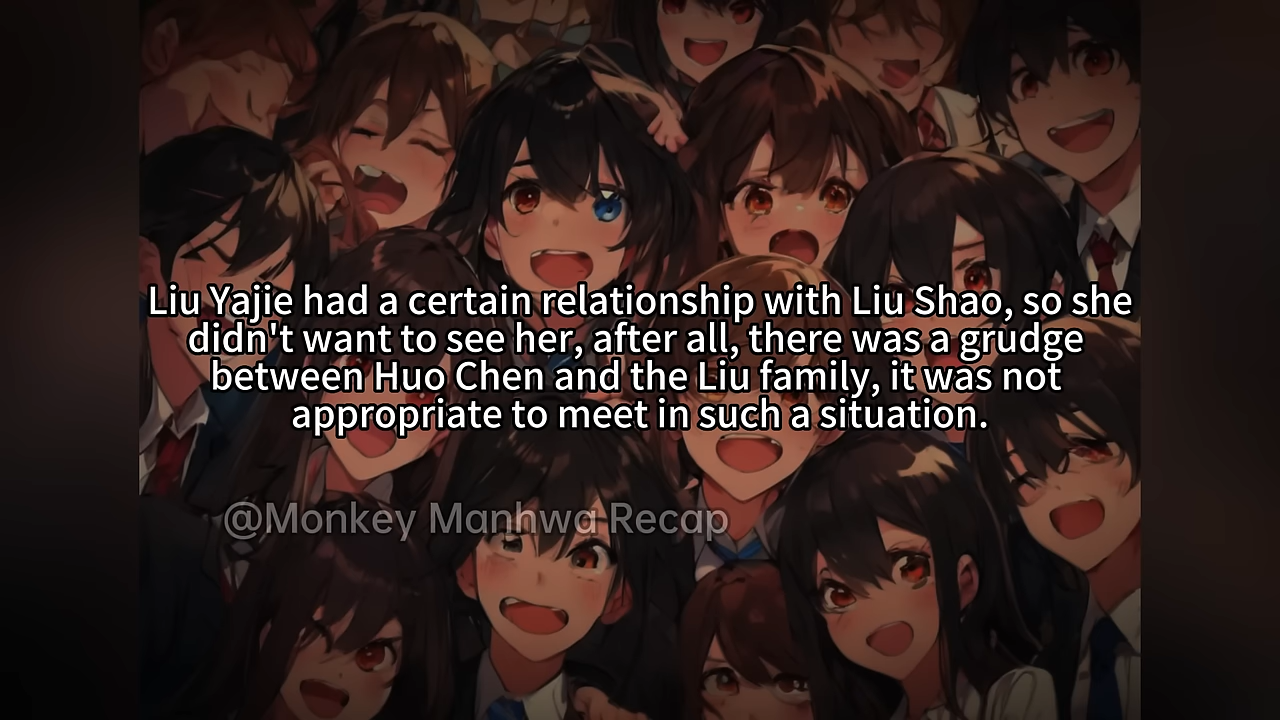 Liu Yajie had a certain relationship with Liu Shao, so she
didn't want to see her, after all, there was a grudge
between Huo Chen and the Liu family, it was not
appropriate to meet in such a situation.
@Monkey Manhwa Recap